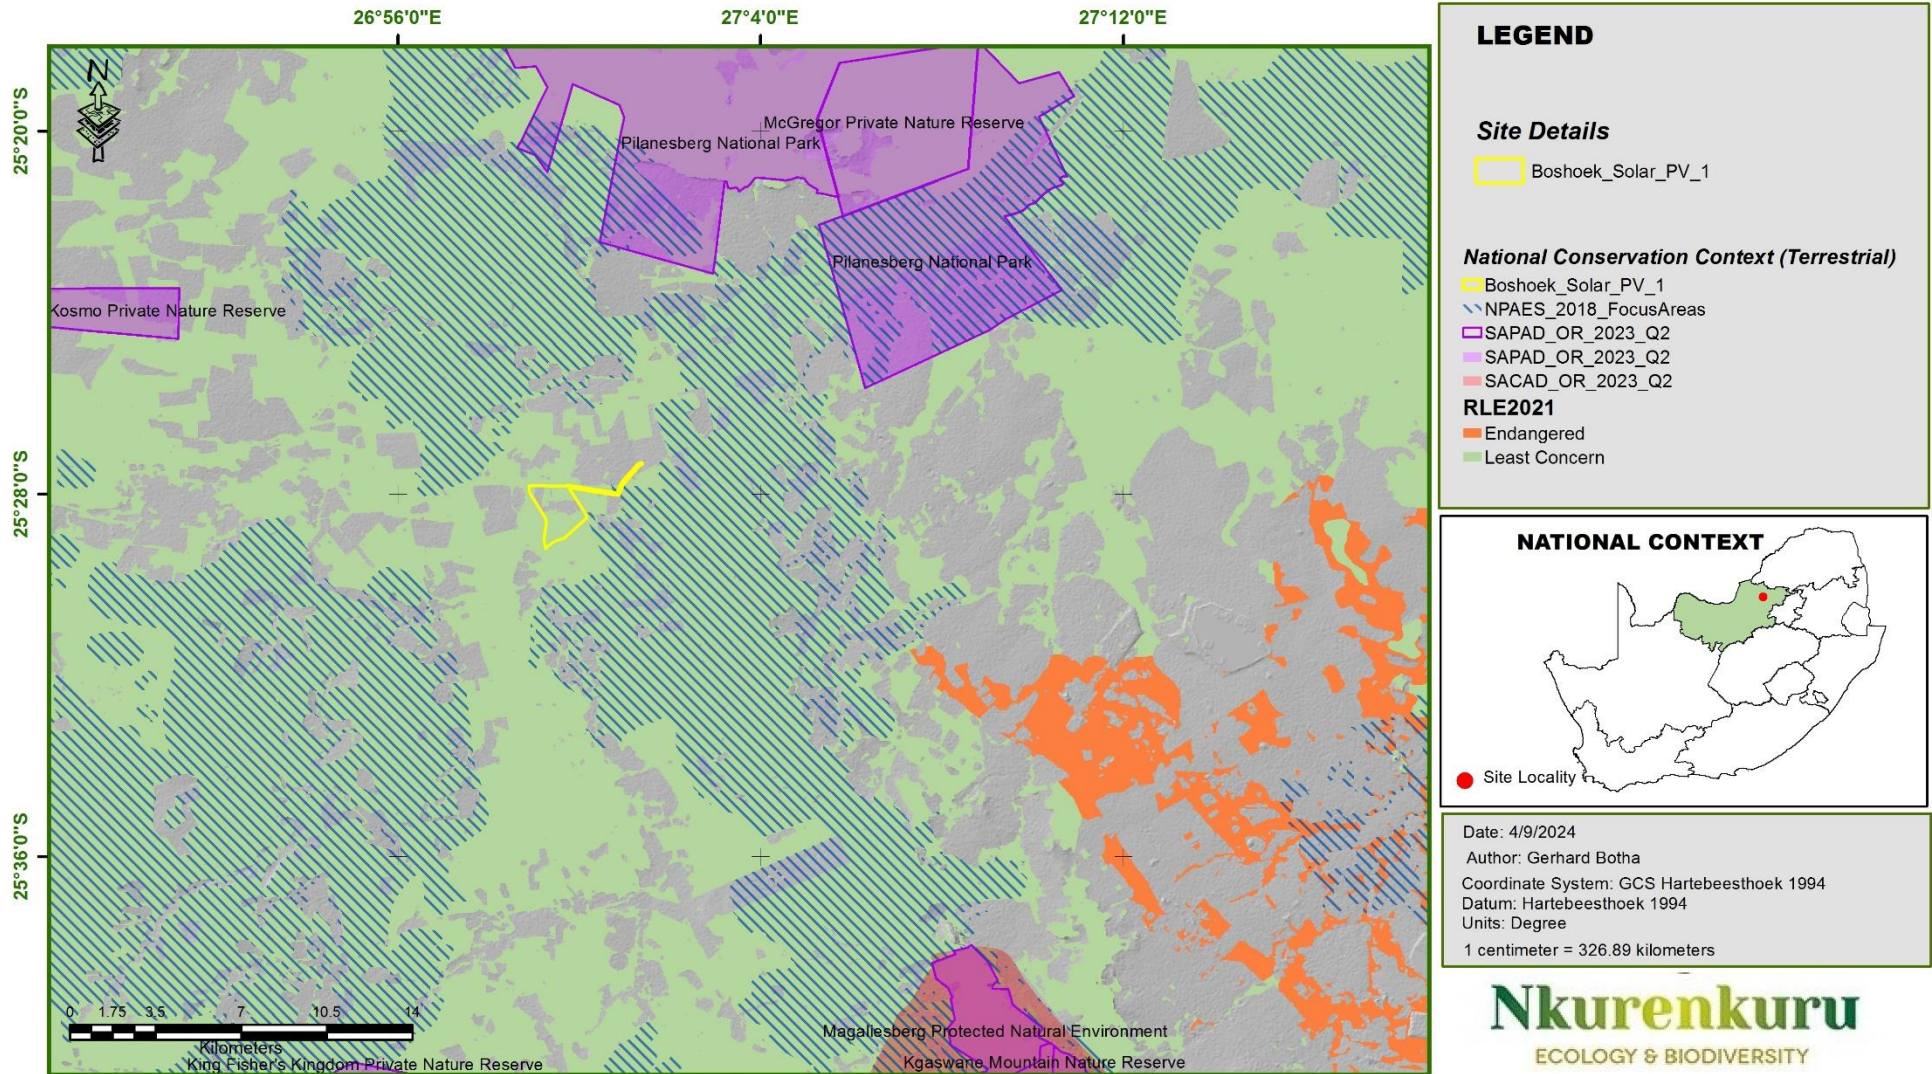 26°56'0"E
27°4'0"E
27°12'0"E
25°20'0"S
25°28'0"S
25°36'0"S
N
McGregor Private Nature Reserve
Pilanesberg National Park
Pilanesberg National Park
Kosmo Private Nature Reserve
0 1.75 3.5 7 10.5 14
Kilometers
King Fisher's Kingdom Private Nature Reserve
Magaliesberg Protected Natural Environment
Kgaswane Mountain Nature Reserve
LEGEND
Site Details
Boshoek_Solar_PV_1
National Conservation Context (Terrestrial)
Boshoek_Solar_PV_1
NPAES_2018_FocusAreas
SAPAD_OR_2023_Q2
SAPAD_OR_2023_Q2
SACAD_OR_2023_Q2
RLE2021
Endangered
Least Concern
NATIONAL CONTEXT
Site Locality
Date: 4/9/2024
Author: Gerhard Botha
Coordinate System: GCS Hartebeesthoek 1994
Datum: Hartebeesthoek 1994
Units: Degree
1 centimeter = 326.89 kilometers
Nkurenkuru
ECOLOGY & BIODIVERSITY